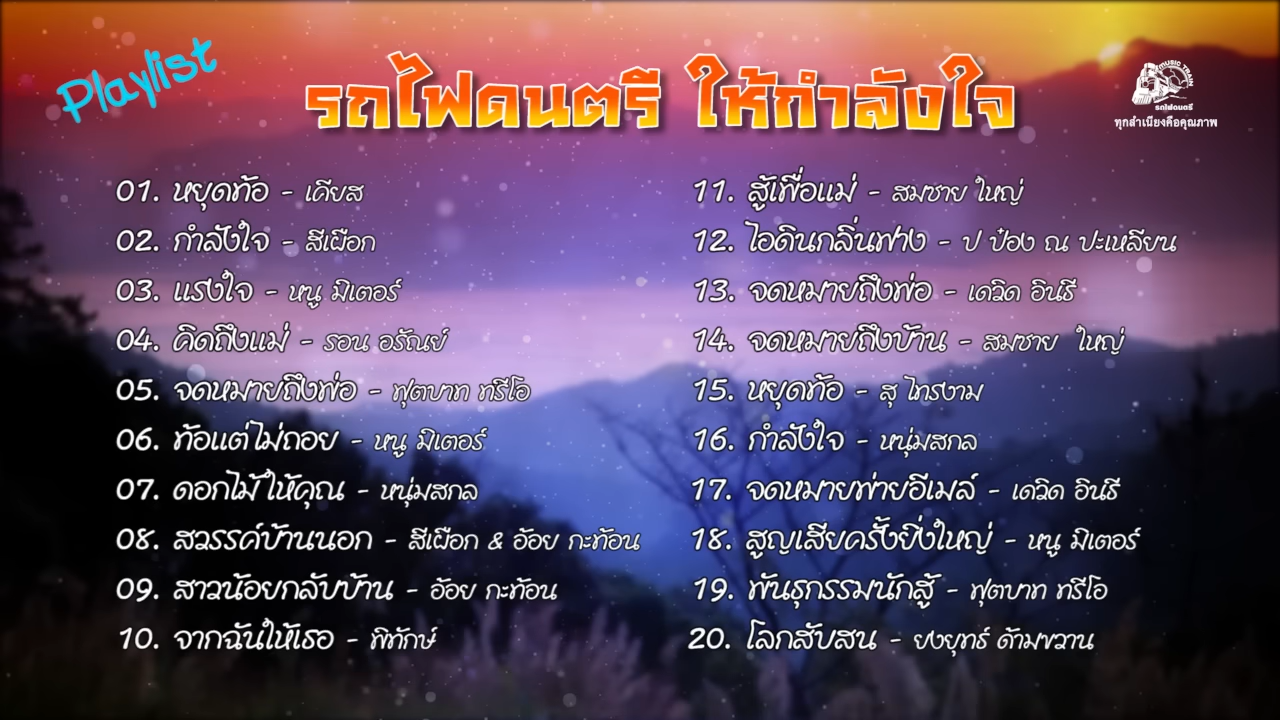 Playlist
รถไฟดนตรี ให้กำลังใจ
MUSIC TRAIN
รถไฟดนตรี
ทุกสำเนียงคือคุณภาพ
01. หยุดท้อ - เคียส
02. กำลังใจ - สีเผือก
03. แรงใจ - หนู มิเตอร์
04. คิดถึงแม่ - รอน อรัณย์
05. จดหมายถึงพ่อ - ฟุตบาท ทรีโอ
06. ท้อแต่ไม่ถอย - หนู มิเตอร์
07. ดอกไม้ให้คุณ - หนุ่มสกล
08. สวรรค์บ้านนอก - สีเผือก & อ้อย กะท้อน
09. สาวน้อยกลับบ้าน - อ้อย กะท้อน
10. จากฉันให้เธอ - พิทักษ์
11. สู้เพื่อแม่ - สมชาย ใหญ่
12. ไอดินกลิ่นฟาง - ป ป๋อง ณ ปะเหลียน
13. จดหมายถึงพ่อ - เดวิด อินธี
14. จดหมายถึงบ้าน - สมชาย ใหญ่
15. หยุดท้อ - สุ ไทรงาม
16. กำลังใจ - หนุ่มสกล
17. จดหมายผ่ายอีเมล์ - เดวิด อินธี
18. สูญเสียครั้งยิ่งใหญ่ - หนู มิเตอร์
19. พันธุกรรมนักสู้ - ฟุตบาท ทรีโอ
20. โลกสับสน - ยงยุทธ์ ด้ามขวาน